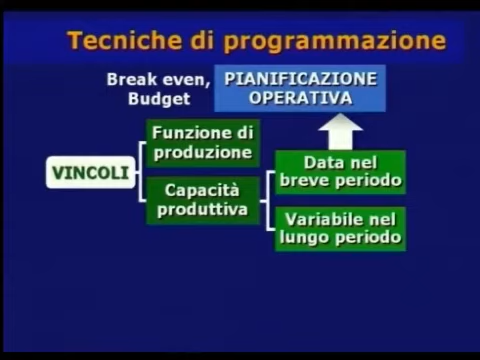 Tecniche di programmazione
Break even,
Budget
PIANIFICAZIONE
OPERATIVA
Funzione di
produzione
VINCOLI
Capacità
produttiva
Data nel
breve periodo
Variabile nel
lungo periodo